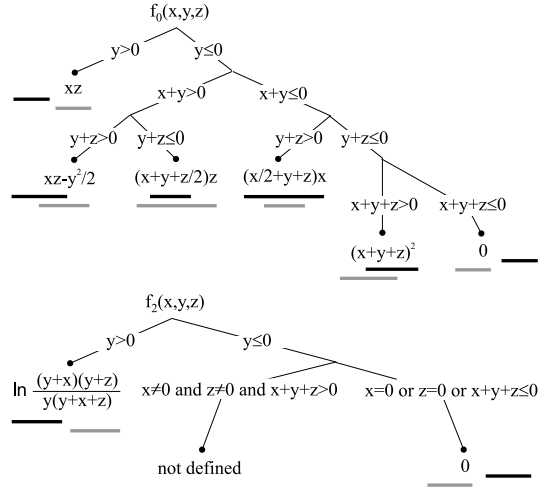 f₀(x,y,z)
y>0 y≤0
xz
x+y>0 x+y≤0
y+z>0 y+z≤0 y+z>0 y+z≤0
xz-y²/2 (x+y+z/2)z (x/2+y+z)x
x+y+z>0 x+y+z≤0
(x+y+z)² 0
f₂(x,y,z)
y>0 y≤0
ln (y+x)(y+z) / y(y+x+z)
x≠0 and z≠0 and x+y+z>0 x=0 or z=0 or x+y+z≤0
not defined 0